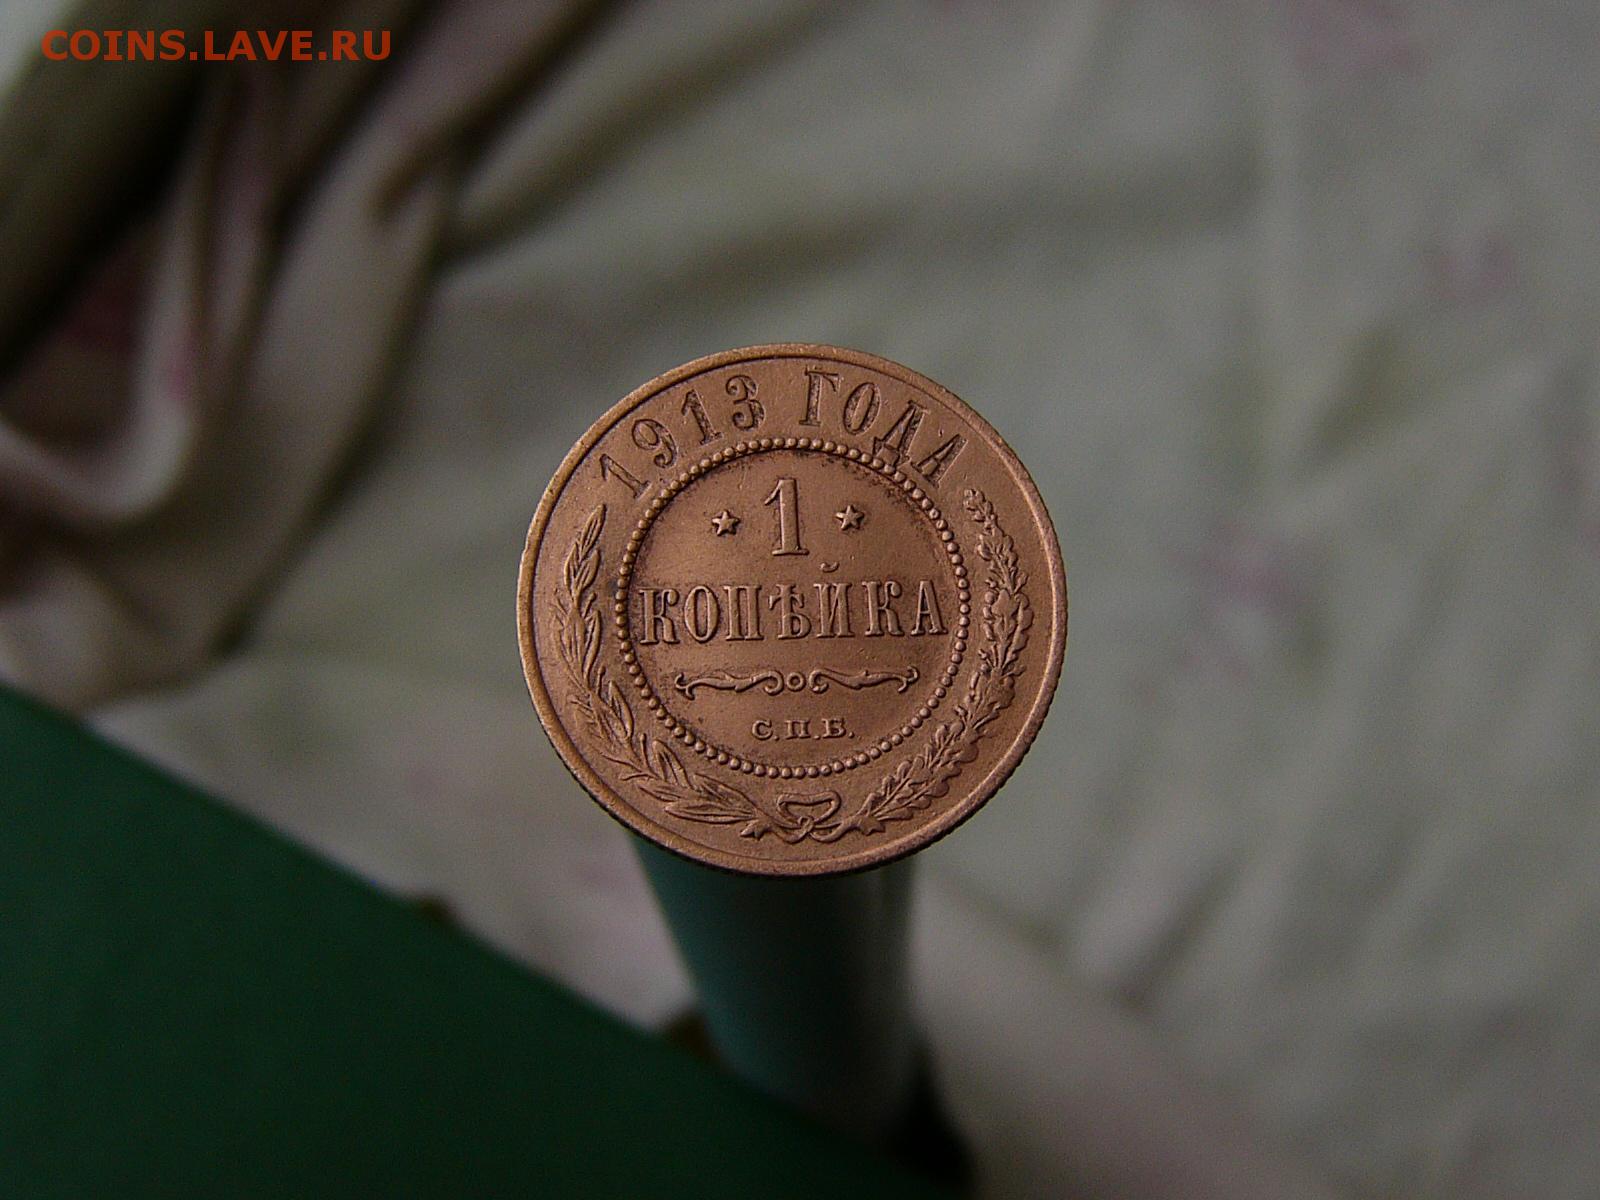 COINS.LAVE.RU
1913 ГОДА
1
КОПѢЙКА
С.П.Б.